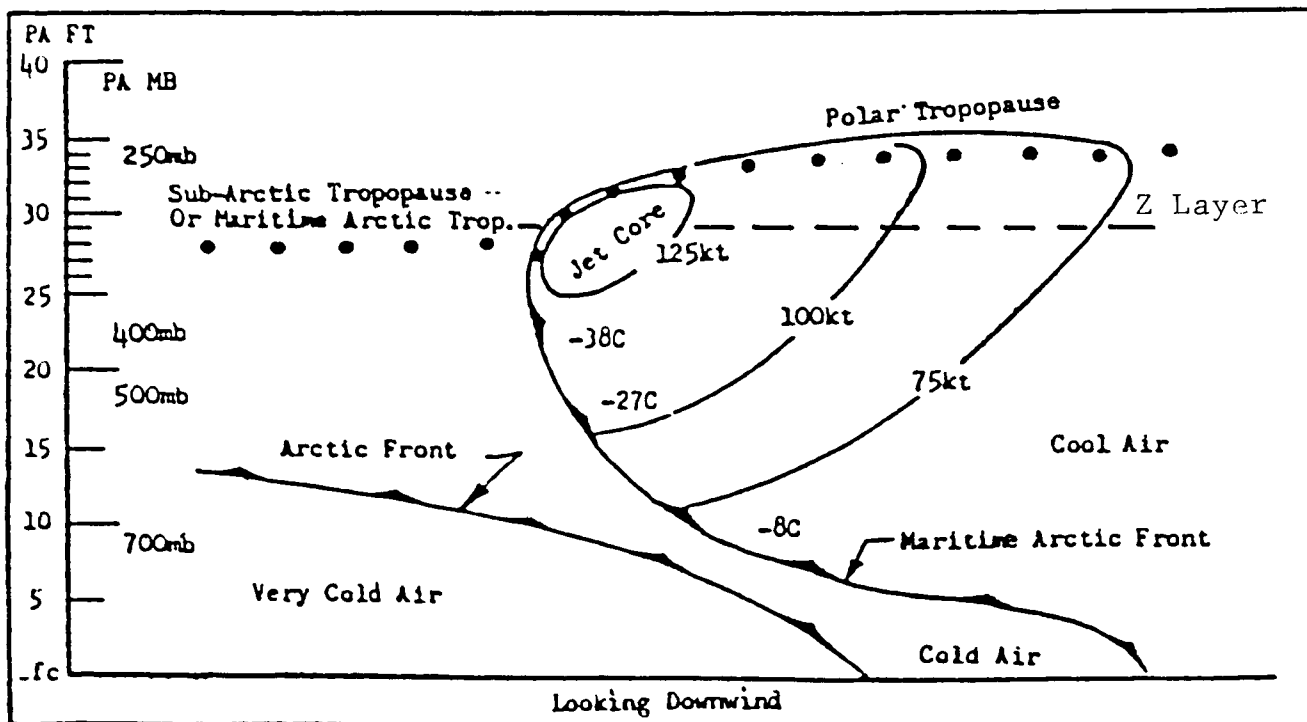 PA FT
40
PA MB
Polar Tropopause
35
250mb
Sub-Arctic Tropopause --
Or Maritime Arctic Trop.
30
Z Layer
Jet Core
125kt
25
100kt
400mb
-38C
20
500mb
-27C
75kt
15
Arctic Front
Cool Air
10
700mb
-8C
Maritime Arctic Front
5
Very Cold Air
Cold Air
_fc
Looking Downwind